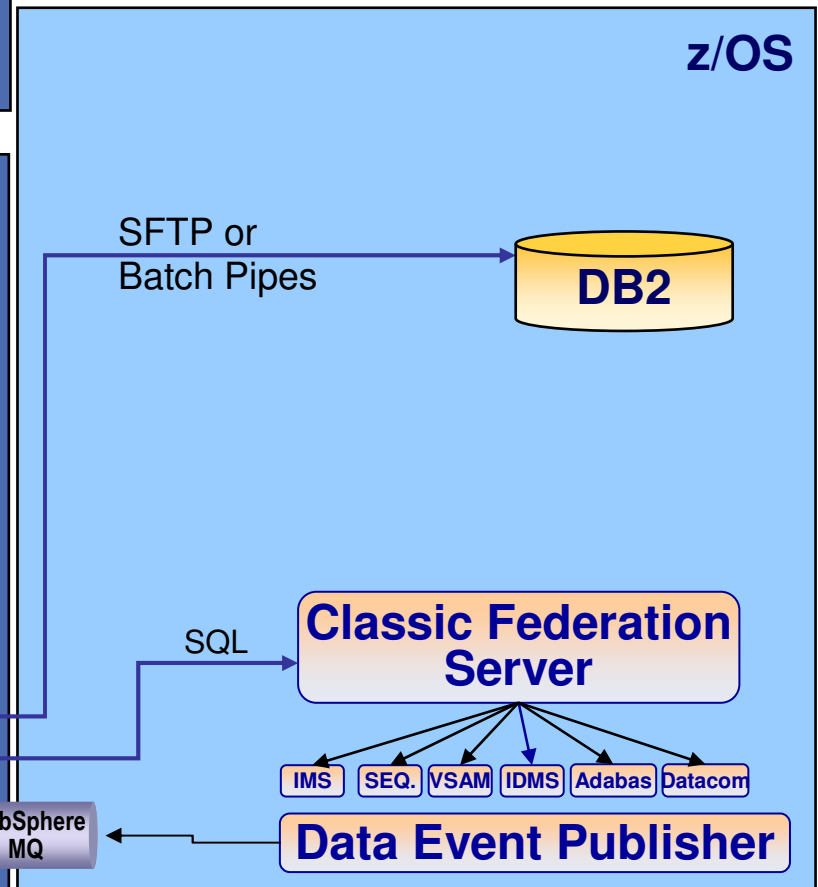 z/OS
SFTP or
Batch Pipes
DB2
Classic Federation
Server
SQL
IMS
SEQ.
VSAM
IDMS
Adabas
Datacom
bSphere
MQ
Data Event Publisher